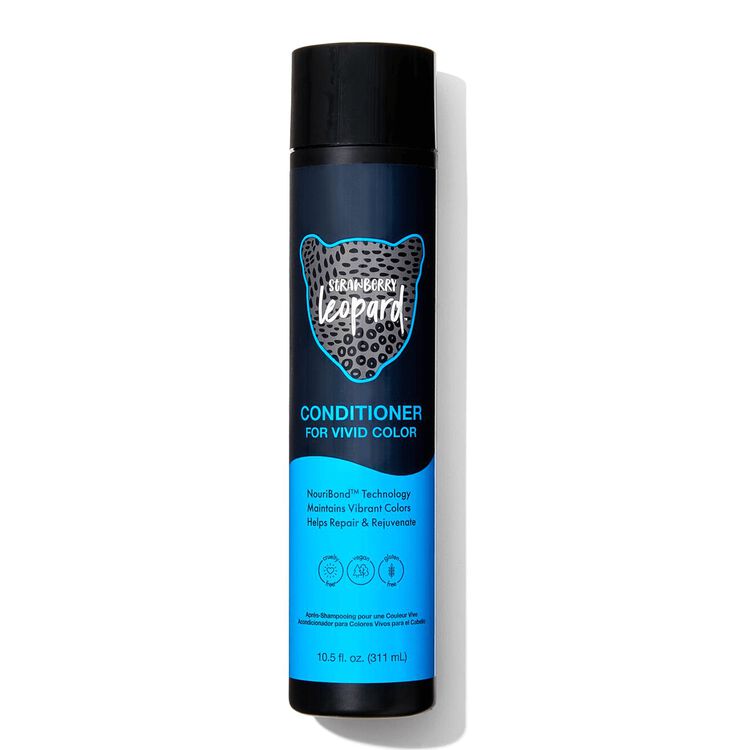 STRAWBERRY
leopard.
CONDITIONER
FOR VIVID COLOR
NouriBond™ Technology
Maintains Vibrant Colors
Helps Repair & Rejuvenate
cruelty free
vegan
gluten free
Après-Shampooing pour une Couleur Vive
Acondicionador para Colores Vivos para el Cabello
10.5 fl. oz. (311 mL)